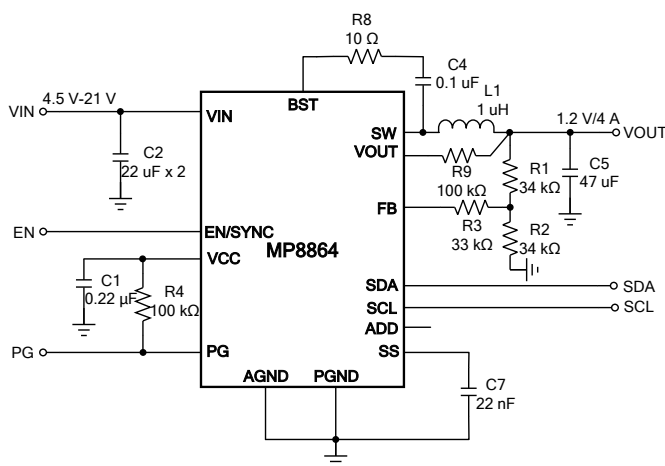 R8
10 Ω
C4
0.1 uF
L1
1 uH
4.5 V-21 V
VIN
VIN
BST
SW
1.2 V/4 A
VOUT
VOUT
C2
22 uF x 2
R9
100 kΩ
R1
34 kΩ
C5
47 uF
FB
R3
33 kΩ
R2
34 kΩ
EN
EN/SYNC
MP8864
VCC
C1
0.22 µF
R4
100 kΩ
SDA
SDA
SCL
SCL
ADD
PG
PG
SS
AGND
PGND
C7
22 nF